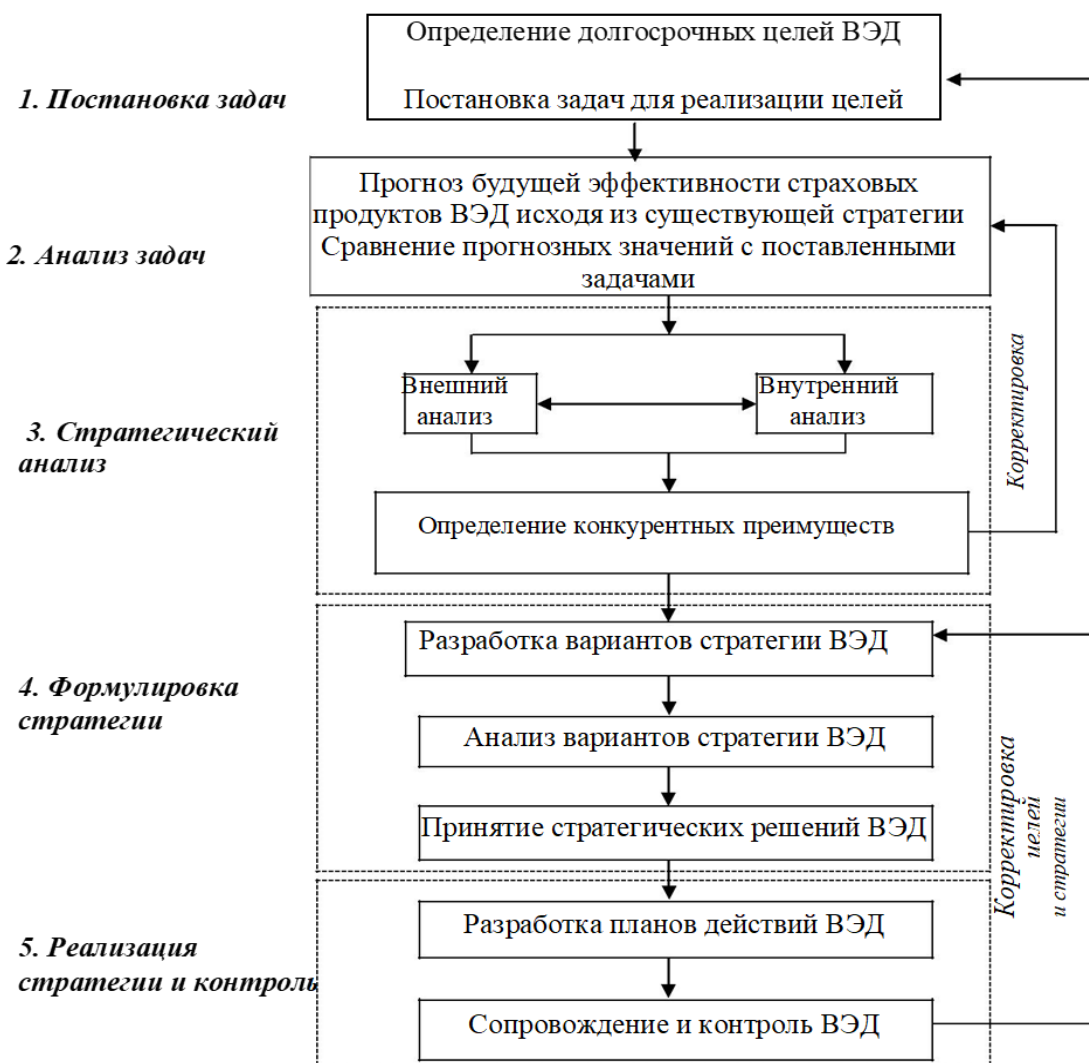 Определение долгосрочных целей ВЭД
1. Постановка задач
Постановка задач для реализации целей
Прогноз будущей эффективности страховых
продуктов ВЭД исходя из существующей стратегии
2. Анализ задач
Сравнение прогнозных значений с поставленными
задачами
Внешний
анализ
Внутренний
анализ
3. Стратегический
анализ
Корректировка
Определение конкурентных преимуществ
Разработка вариантов стратегии ВЭД
4. Формулировка
стратегии
Анализ вариантов стратегии ВЭД
Принятие стратегических решений ВЭД
Корректировка
целей
и стратегии
Разработка планов действий ВЭД
5. Реализация
стратегии и контроль
Сопровождение и контроль ВЭД